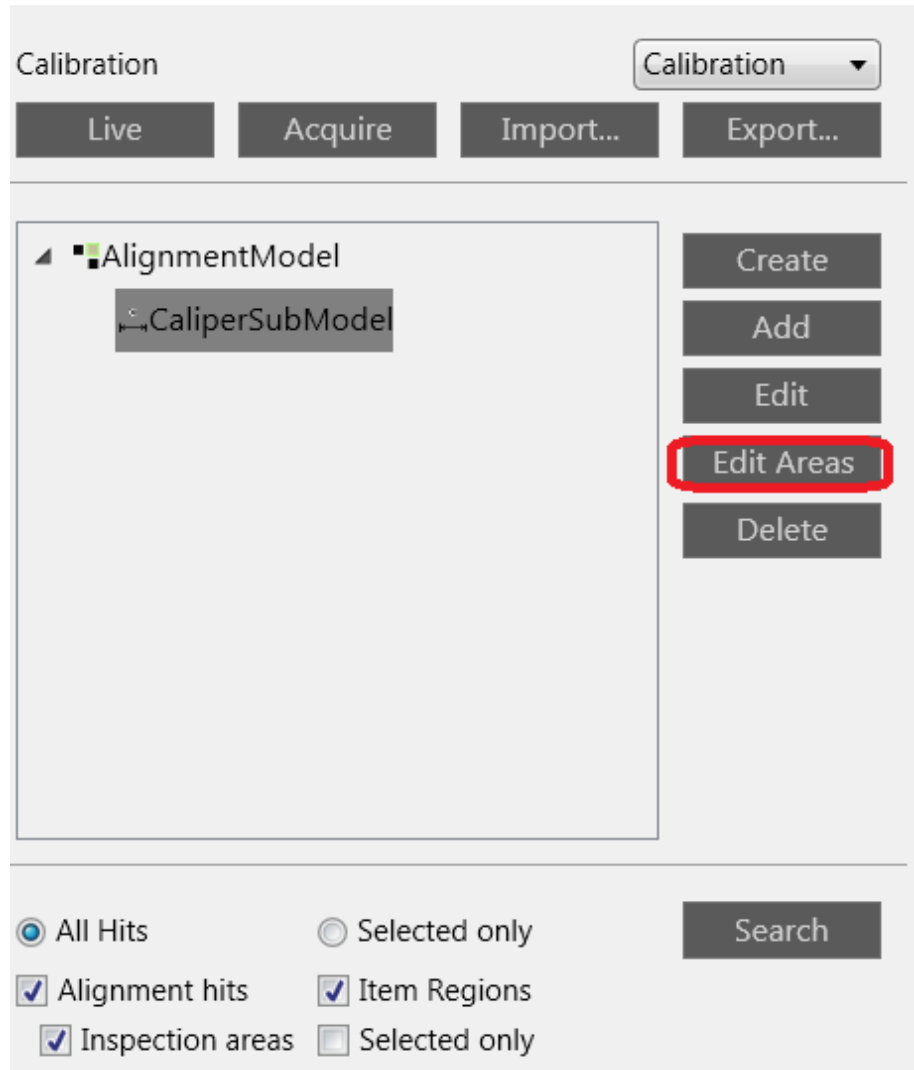 Calibration Calibration
Live Acquire Import... Export...
AlignmentModel
CaliperSubModel
Create
Add
Edit
Edit Areas
Delete
All Hits Selected only Search
Alignment hits Item Regions
Inspection areas Selected only